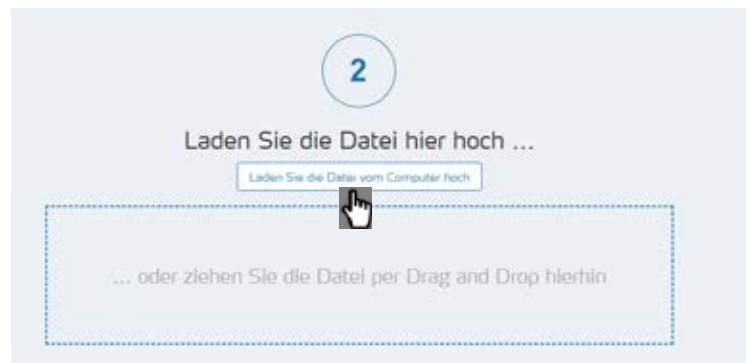 2
Laden Sie die Datei hier hoch ...
Laden Sie die Datei vom Computer hoch
... oder ziehen Sie die Datei per Drag and Drop hierhin